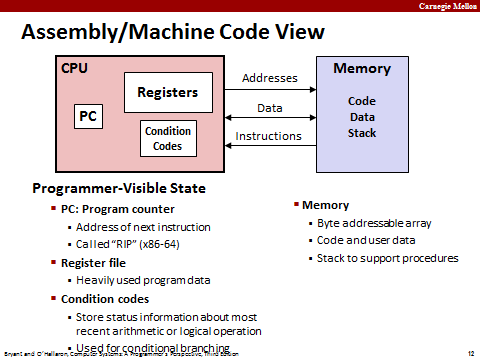 Carnegie Mellon
Assembly/Machine Code View
CPU
Registers
PC
Condition
Codes
Addresses
Data
Instructions
Memory
Code
Data
Stack
Programmer-Visible State
PC: Program counter
Address of next instruction
Called “RIP” (x86-64)
Register file
Heavily used program data
Condition codes
Store status information about most
recent arithmetic or logical operation
Used for conditional branching
Memory
Byte addressable array
Code and user data
Stack to support procedures
Bryant and O’Hallaron, Computer Systems: A Programmer’s Perspective, Third Edition
12